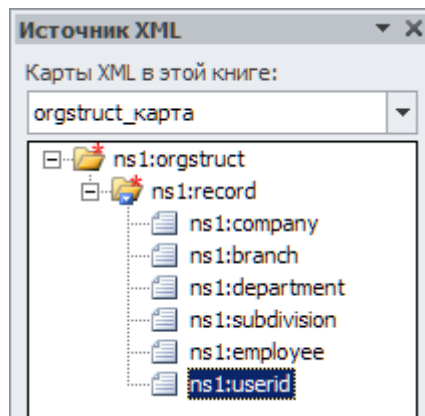 Источник XML
Карты XML в этой книге:
orgstruct_карта
ns1:orgstruct
ns1:record
ns1:company
ns1:branch
ns1:department
ns1:subdivision
ns1:employee
ns1:userid